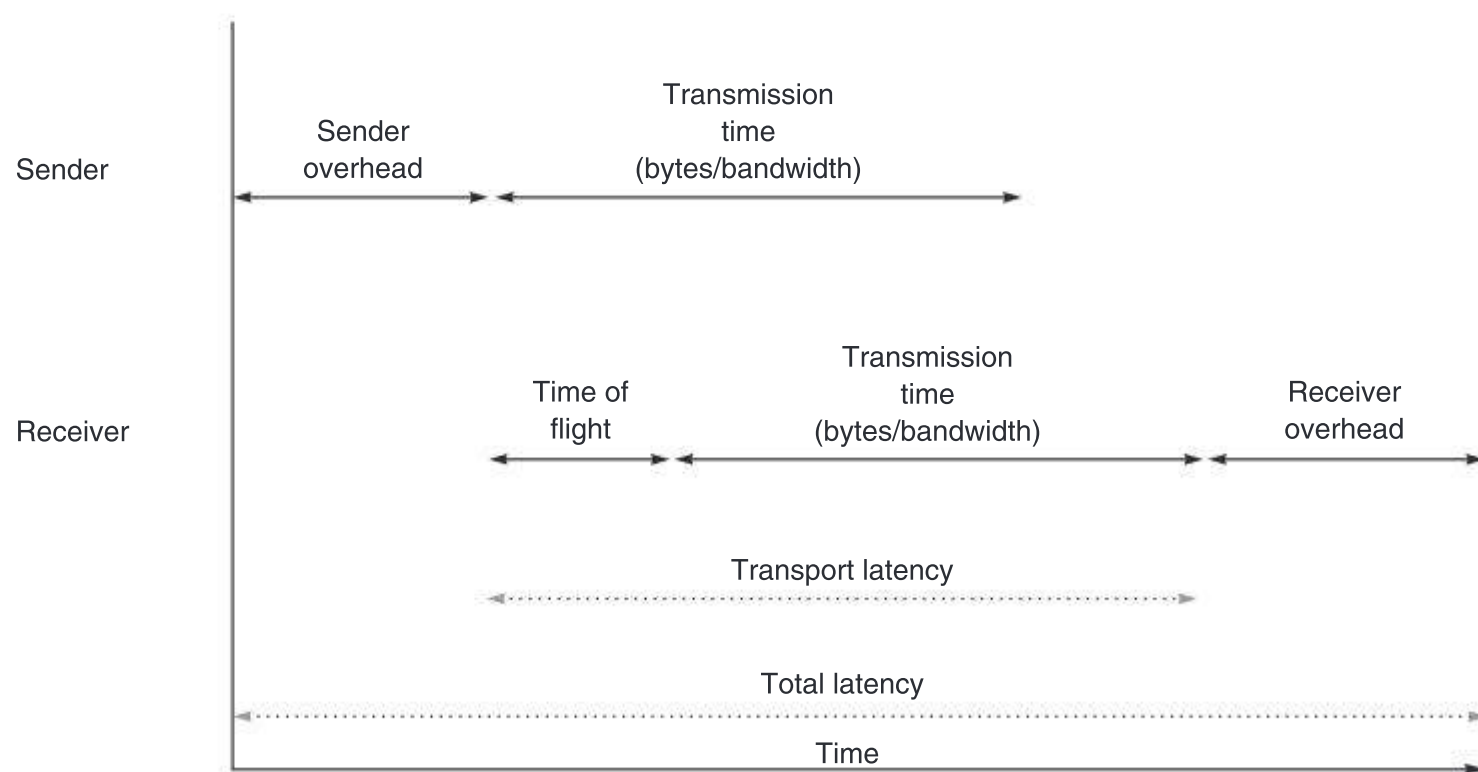 Transmission
time
(bytes/bandwidth)
Sender
overhead
Sender
Transmission
time
(bytes/bandwidth)
Time of
flight
Receiver
overhead
Receiver
Transport latency
Total latency
Time